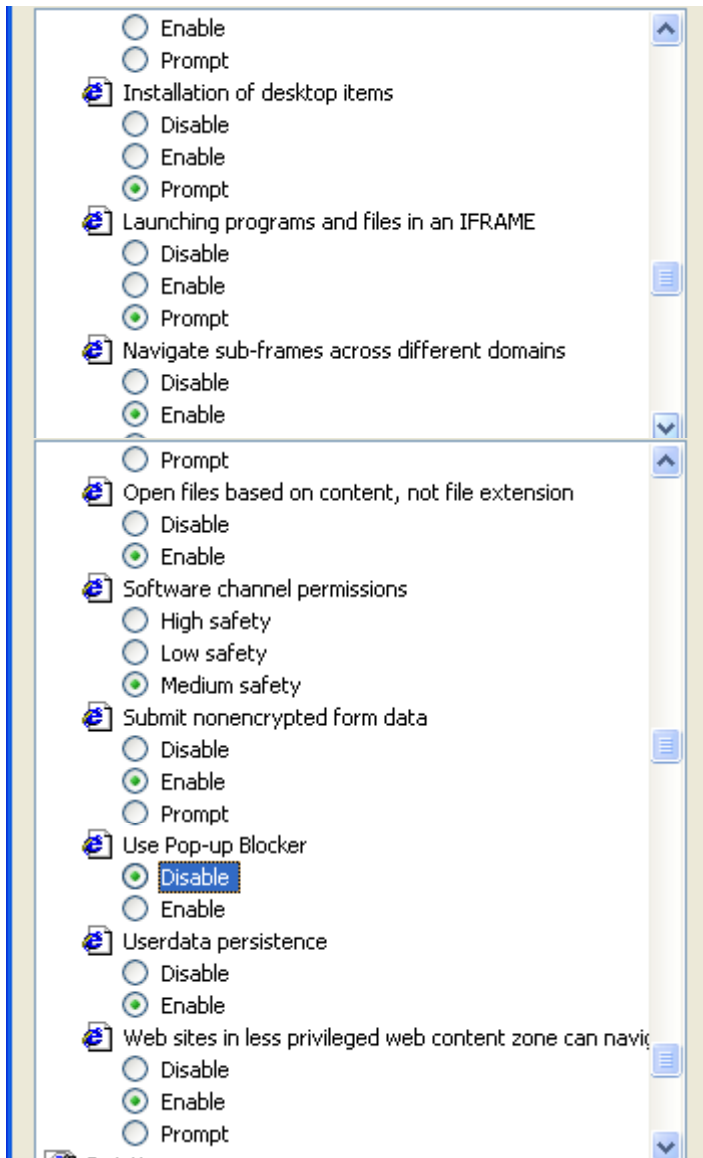 Enable
Prompt
Installation of desktop items
Disable
Enable
Prompt
Launching programs and files in an IFRAME
Disable
Enable
Prompt
Navigate sub-frames across different domains
Disable
Enable
Prompt
Open files based on content, not file extension
Disable
Enable
Software channel permissions
High safety
Low safety
Medium safety
Submit nonencrypted form data
Disable
Enable
Prompt
Use Pop-up Blocker
Disable
Enable
Userdata persistence
Disable
Enable
Web sites in less privileged web content zone can
Disable
Enable
Prompt